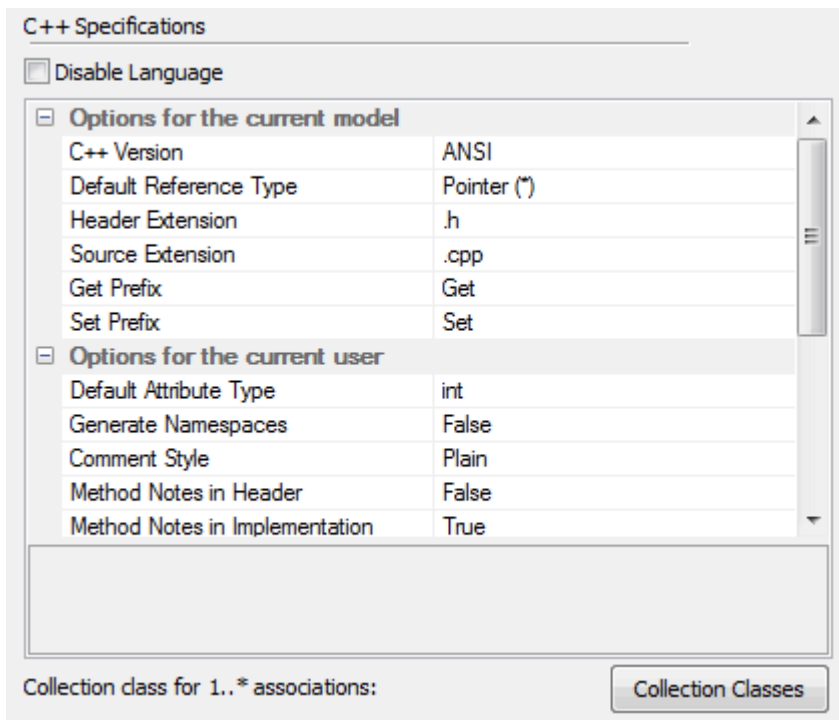 C++ Specifications
Disable Language
Options for the current model
C++ Version ANSI
Default Reference Type Pointer (*)
Header Extension .h
Source Extension .cpp
Get Prefix Get
Set Prefix Set
Options for the current user
Default Attribute Type int
Generate Namespaces False
Comment Style Plain
Method Notes in Header False
Method Notes in Implementation True
Collection class for 1..* associations: Collection Classes